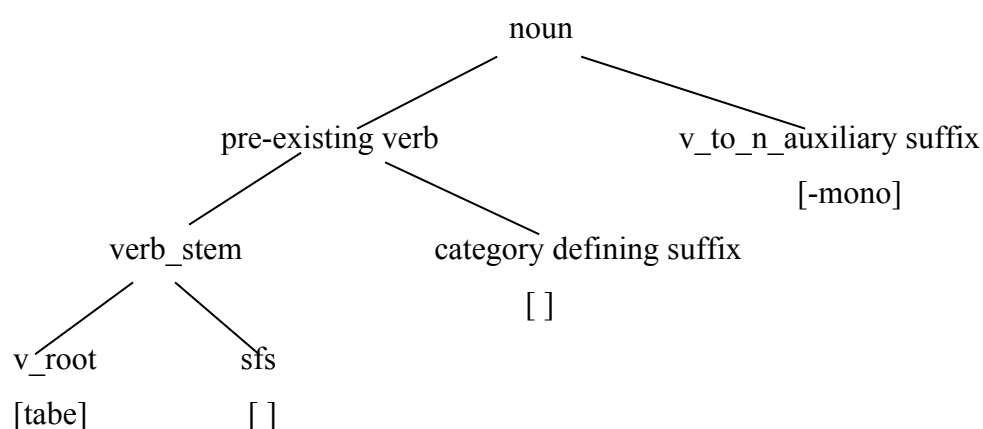 noun
pre-existing verb v_to_n_auxiliary suffix
[-mono]
verb_stem category defining suffix
[ ]
v_root sfs
[tabe] [ ]